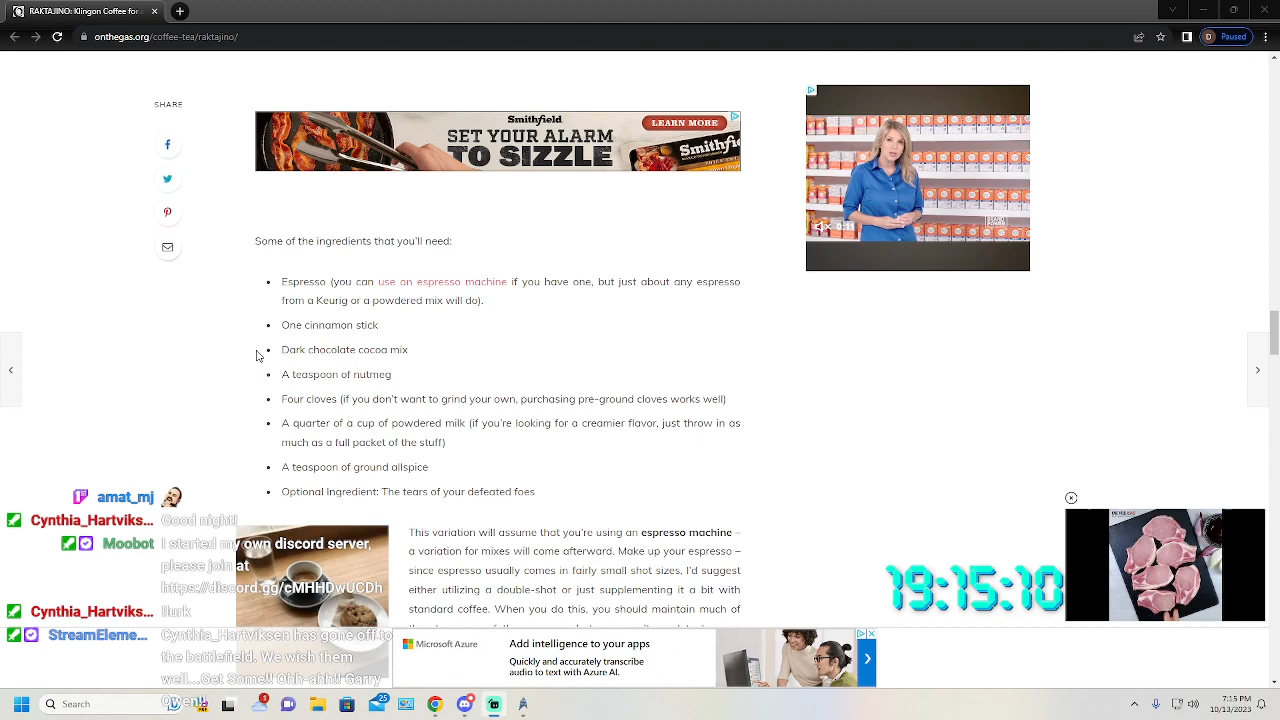 RAKTAJINO: Klingon Coffee for
onthegas.org/coffee-tea/raktajino/
Paused
SHARE
Smithfield
SET YOUR ALARM
TO SIZZLE
LEARN MORE
Smithfi
0:11
Some of the ingredients that you'll need:
Espresso (you can use an espresso machine if you have one, but just about any espresso
from a Keurig or a powdered mix will do).
One cinnamon stick
Dark chocolate cocoa mix
A teaspoon of nutmeg
Four cloves (if you don't want to grind your own, purchasing pre-ground cloves works well)
A quarter of a cup of powdered milk (if you're looking for a creamier flavor, just throw in as
much as a full packet of the stuff)
A teaspoon of ground allspice
Optional Ingredient: The tears of your defeated foes
This variation will assume that you're using an espresso machine –
a variation for mixes will come afterward. Make up your espresso –
since espresso usually comes in fairly small shot sizes, I'd suggest
either utilizing a double-shot or just supplementing it a bit with
standard coffee. When you do this, you should maintain much of
amat_mj
Cynthia_Hartviks... Good night!
Moobot I started my own discord server,
please join at
https://discord.gg/cMHHDwUCDh
Cynthia_Hartviks... !lurk
StreamEleme... Cynthia_Hartviksen has gone off to
the battlefield. We wish them
well...Get Some!! Ohh-ahh!! Garry
Owen!!
19:15:10
Microsoft Azure
Add intelligence to your apps
Quickly and accurately transcribe
audio to text with Azure AI.
Search
1
25
7:15 PM
10/13/2023